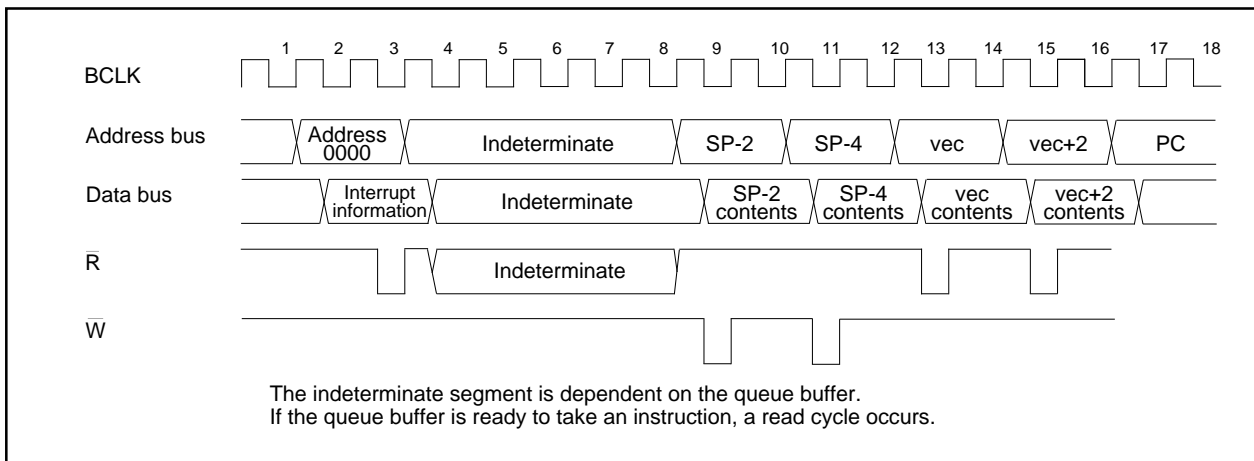 1 2 3 4 5 6 7 8 9 10 11 12 13 14 15 16 17 18
BCLK
Address bus
Address
0000
Indeterminate
SP-2
SP-4
vec
vec+2
PC
Data bus
Interrupt
information
Indeterminate
SP-2
contents
SP-4
contents
vec
contents
vec+2
contents
R̅
Indeterminate
W̅
The indeterminate segment is dependent on the queue buffer.
If the queue buffer is ready to take an instruction, a read cycle occurs.